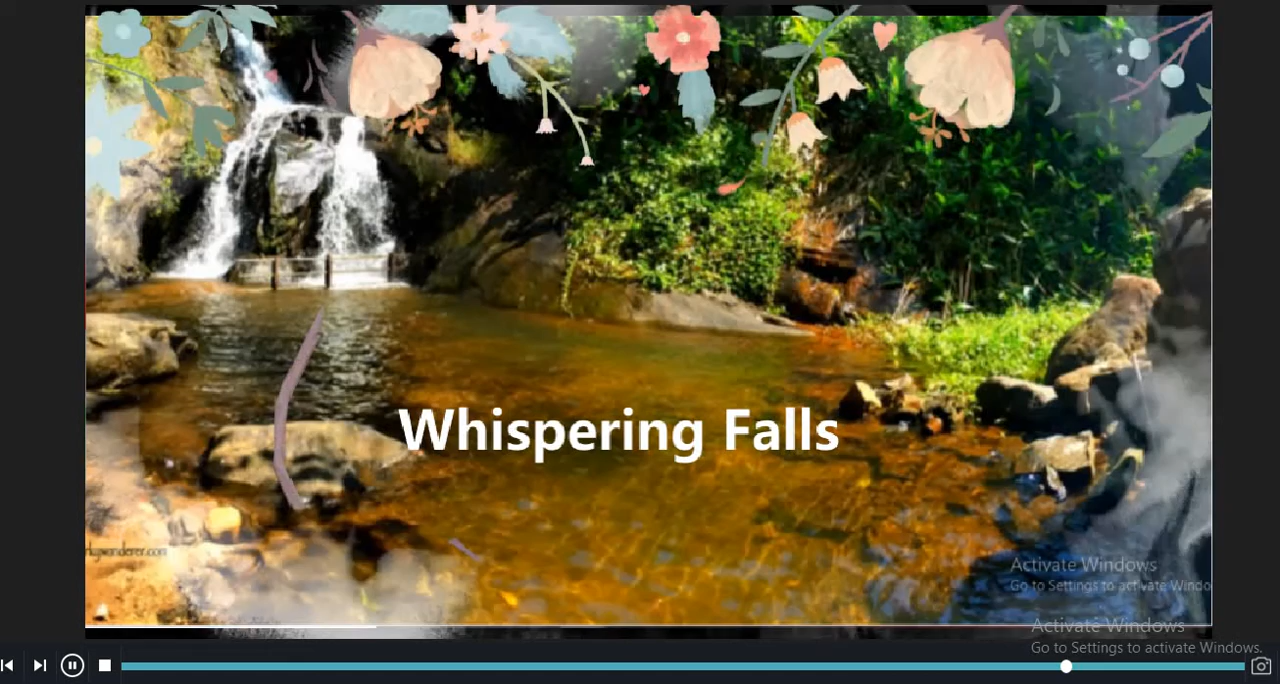 Whispering Falls
Activate Windows
Go to Settings to activate Windo
Activate Windows
Go to Settings to activate Windows.